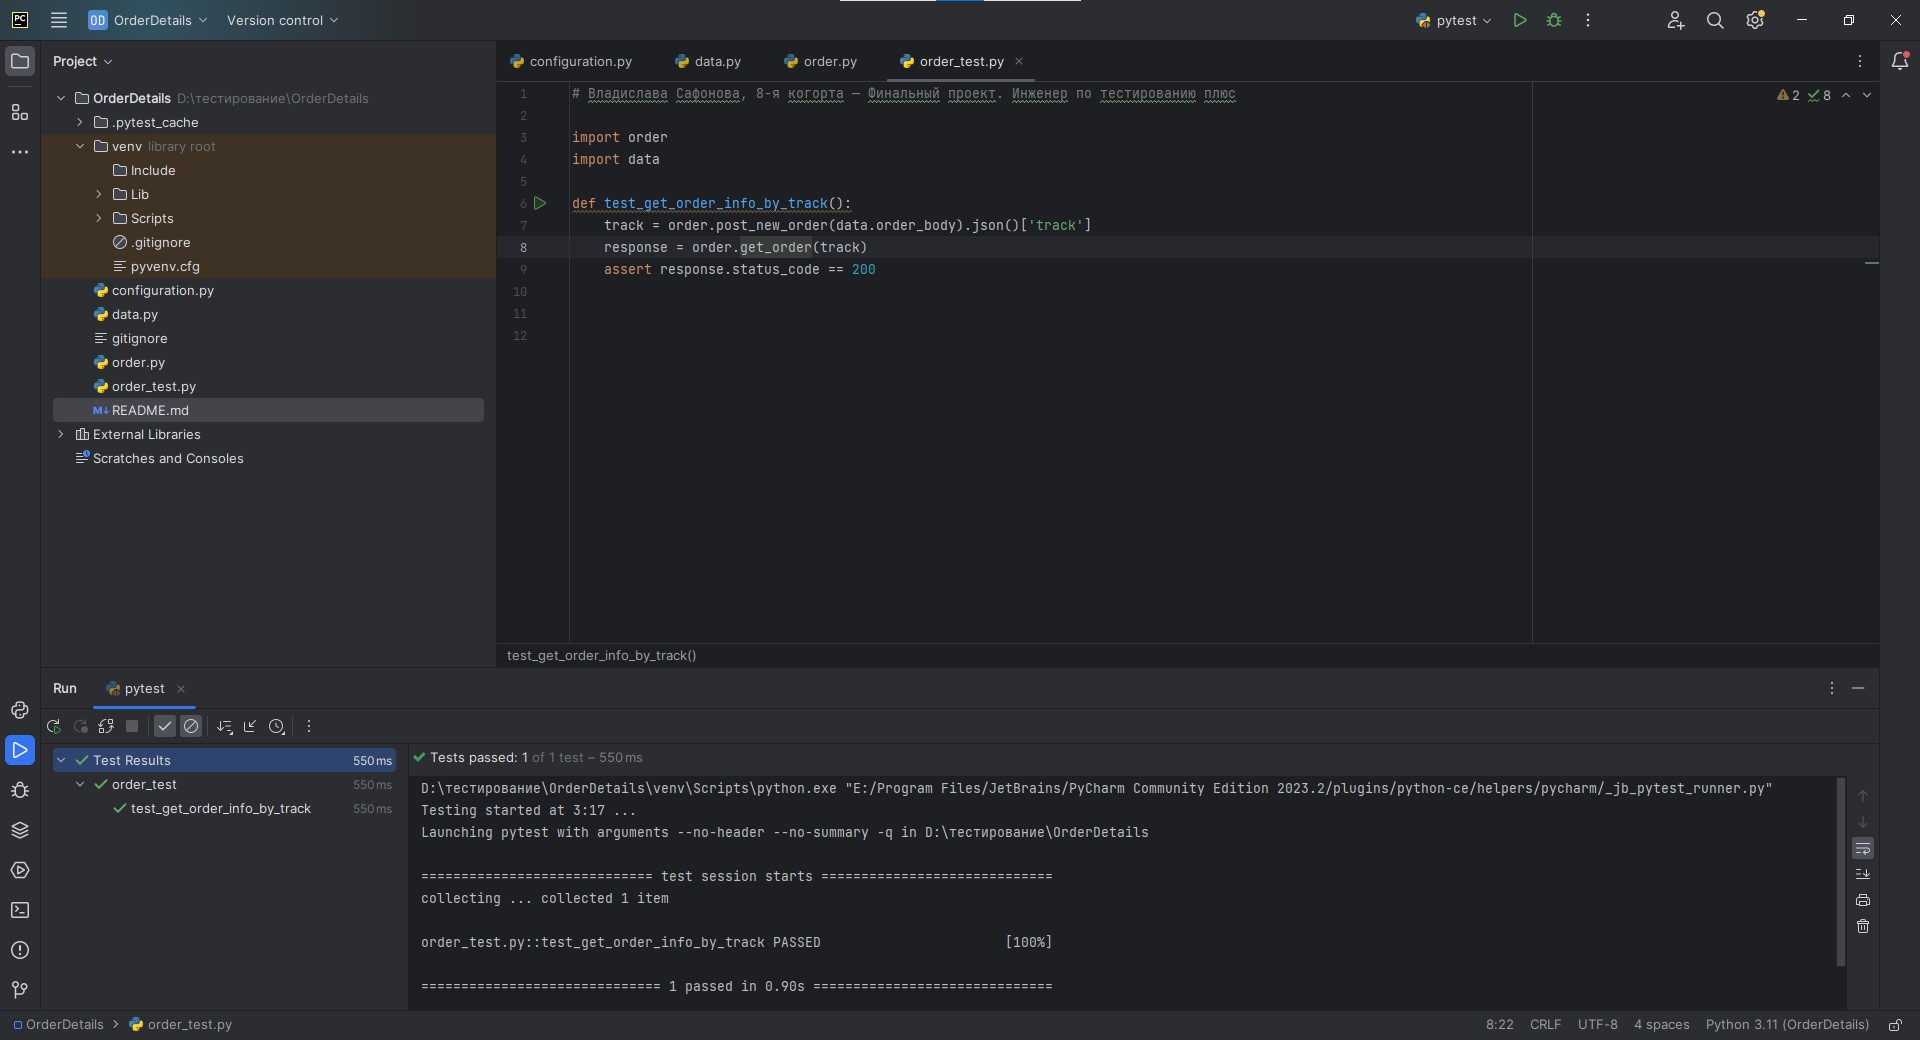 PC
OD OrderDetails
Version control
pytest
Project
configuration.py
data.py
order.py
order_test.py
OrderDetails D:\тестирование\OrderDetails
.pytest_cache
venv library root
Include
Lib
Scripts
.gitignore
pyvenv.cfg
configuration.py
data.py
gitignore
order.py
order_test.py
M↓ README.md
External Libraries
Scratches and Consoles
1 # Владислава Сафонова, 8-я когорта — Финальный проект. Инженер по тестированию плюс
2 8
2
3 import order
4 import data
5
6 def test_get_order_info_by_track():
7 track = order.post_new_order(data.order_body).json()['track']
8 response = order.get_order(track)
9 assert response.status_code == 200
10
11
12
test_get_order_info_by_track()
Run
pytest
Test Results 550 ms
order_test 550 ms
test_get_order_info_by_track 550 ms
Tests passed: 1 of 1 test – 550 ms
D:\тестирование\OrderDetails\venv\Scripts\python.exe "E:/Program Files/JetBrains/PyCharm Community Edition 2023.2/plugins/python-ce/helpers/pycharm/_jb_pytest_runner.py"
Testing started at 3:17 ...
Launching pytest with arguments --no-header --no-summary -q in D:\тестирование\OrderDetails
============================= test session starts =============================
collecting ... collected 1 item
order_test.py::test_get_order_info_by_track PASSED [100%]
============================== 1 passed in 0.90s ==============================
OrderDetails > order_test.py
8:22 CRLF UTF-8 4 spaces Python 3.11 (OrderDetails)